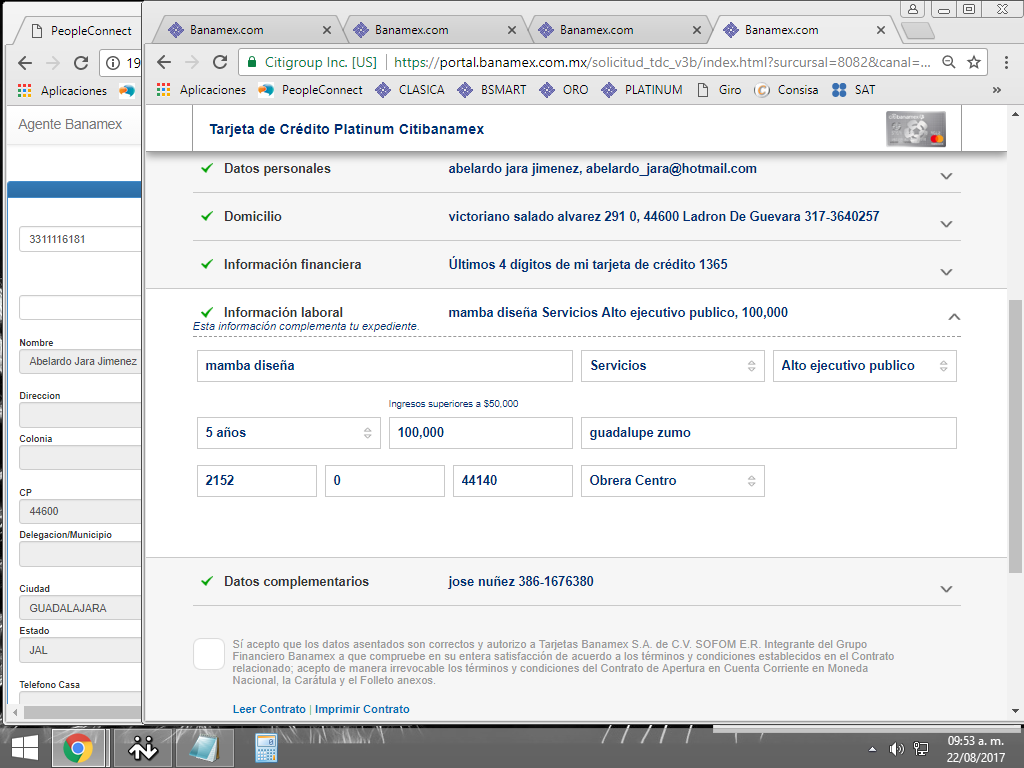 PeopleConnect
Banamex.com
Banamex.com
Banamex.com
Banamex.com
19
Citigroup Inc. [US]
https://portal.banamex.com.mx/solicitud_tdc_v3b/index.html?surcursal=8082&canal=...
Aplicaciones
Aplicaciones
PeopleConnect
CLASICA
BSMART
ORO
PLATINUM
Giro
Consisa
SAT
»
Agente Banamex
3311116181
Nombre
Abelardo Jara Jimenez
Direccion
Colonia
CP
44600
Delegacion/Municipio
Ciudad
GUADALAJARA
Estado
JAL
Telefono Casa
Tarjeta de Crédito Platinum Citibanamex
Datos personales
abelardo jara jimenez, abelardo_jara@hotmail.com
Domicilio
victoriano salado alvarez 291 0, 44600 Ladron De Guevara 317-3640257
Información financiera
Últimos 4 dígitos de mi tarjeta de crédito 1365
Información laboral
mamba diseña Servicios Alto ejecutivo publico, 100,000
Esta información complementa tu expediente.
mamba diseña
Servicios
Alto ejecutivo publico
Ingresos superiores a $50,000
5 años
100,000
guadalupe zumo
2152
0
44140
Obrera Centro
Datos complementarios
jose nuñez 386-1676380
Sí acepto que los datos asentados son correctos y autorizo a Tarjetas Banamex S.A. de C.V. SOFOM E.R. Integrante del Grupo
Financiero Banamex a que compruebe en su entera satisfacción de acuerdo a los términos y condiciones establecidos en el Contrato
relacionado; acepto de manera irrevocable los términos y condiciones del Contrato de Apertura en Cuenta Corriente en Moneda
Nacional, la Carátula y el Folleto anexos.
Leer Contrato | Imprimir Contrato
09:53 a. m.
22/08/2017